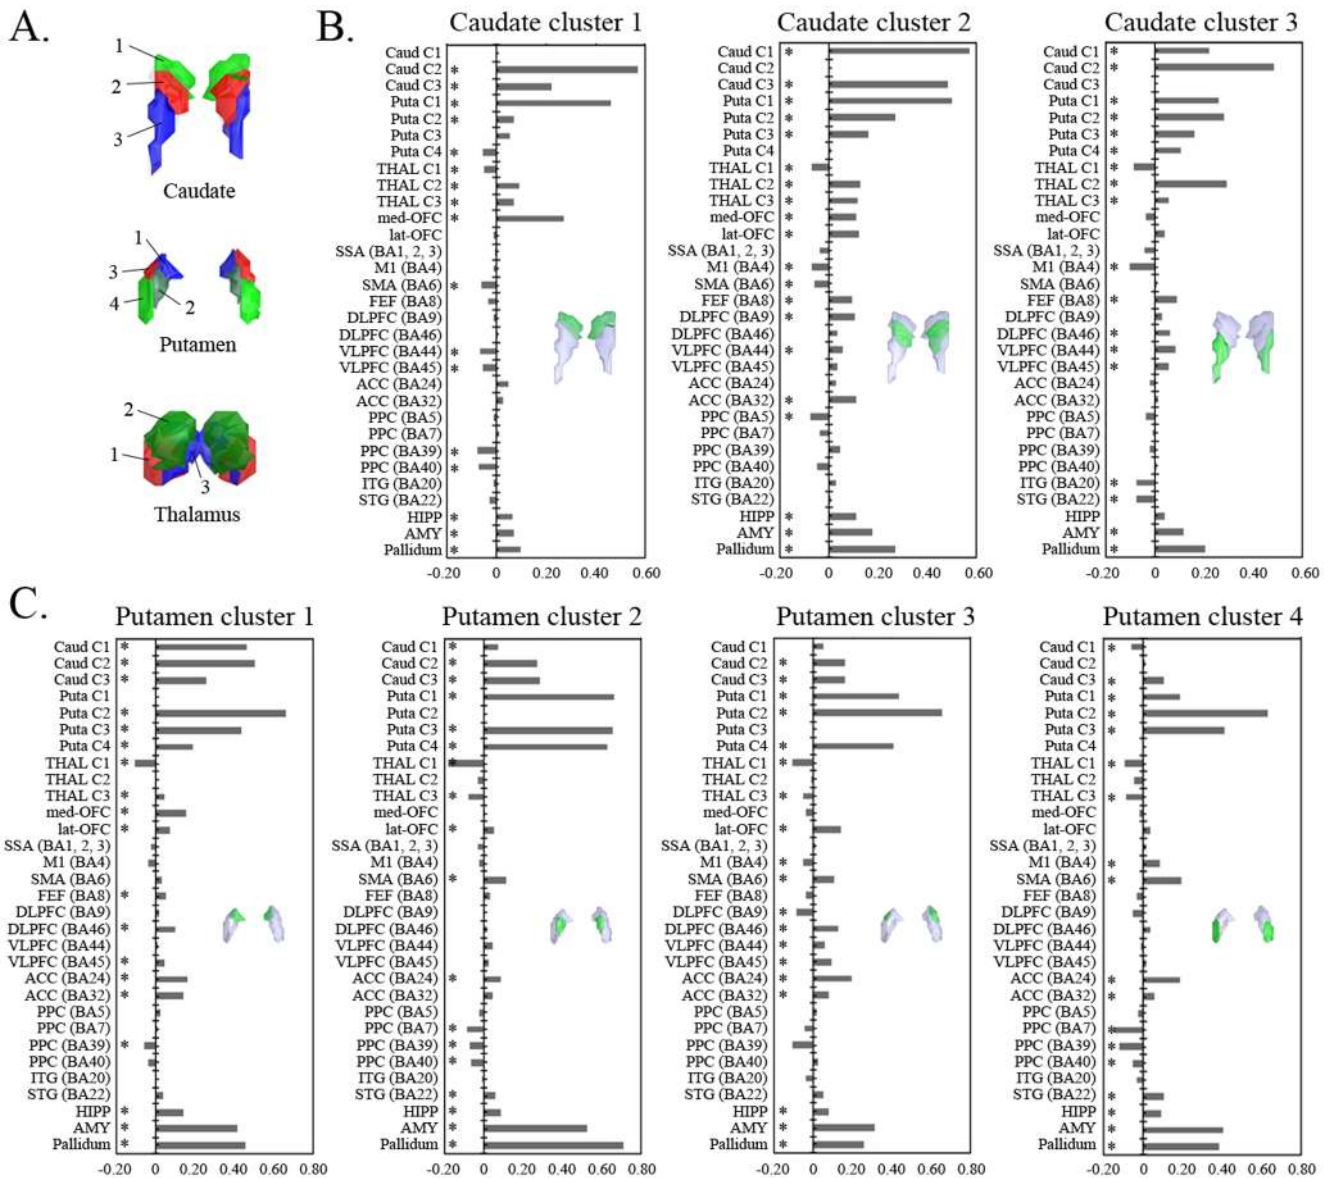 A.
1
2
3
Caudate
1
3
4
2
Putamen
2
1
3
Thalamus
B.
Caudate cluster 1
Caud C1
Caud C2 *
Caud C3 *
Puta C1 *
Puta C2 *
Puta C3
Puta C4 *
THAL C1 *
THAL C2 *
THAL C3 *
med-OFC *
lat-OFC
SSA (BA1, 2, 3)
M1 (BA4)
SMA (BA6) *
FEF (BA8)
DLPFC (BA9)
DLPFC (BA46)
VLPFC (BA44) *
VLPFC (BA45) *
ACC (BA24)
ACC (BA32)
PPC (BA5)
PPC (BA7)
PPC (BA39) *
PPC (BA40) *
ITG (BA20)
STG (BA22)
HIPP *
AMY *
Pallidum *
-0.20 0 0.20 0.40 0.60
Caudate cluster 2
Caud C1 *
Caud C2
Caud C3 *
Puta C1 *
Puta C2 *
Puta C3 *
Puta C4
THAL C1 *
THAL C2 *
THAL C3 *
med-OFC *
lat-OFC *
SSA (BA1, 2, 3)
M1 (BA4) *
SMA (BA6) *
FEF (BA8) *
DLPFC (BA9) *
DLPFC (BA46)
VLPFC (BA44) *
VLPFC (BA45)
ACC (BA24)
ACC (BA32) *
PPC (BA5) *
PPC (BA7)
PPC (BA39)
PPC (BA40)
ITG (BA20)
STG (BA22)
HIPP *
AMY *
Pallidum *
-0.20 0 0.20 0.40 0.60
Caudate cluster 3
Caud C1 *
Caud C2 *
Caud C3
Puta C1 *
Puta C2 *
Puta C3 *
Puta C4 *
THAL C1 *
THAL C2 *
THAL C3 *
med-OFC
lat-OFC
SSA (BA1, 2, 3)
M1 (BA4) *
SMA (BA6)
FEF (BA8) *
DLPFC (BA9)
DLPFC (BA46) *
VLPFC (BA44) *
VLPFC (BA45) *
ACC (BA24)
ACC (BA32)
PPC (BA5)
PPC (BA7)
PPC (BA39)
PPC (BA40)
ITG (BA20) *
STG (BA22) *
HIPP
AMY *
Pallidum *
-0.20 0 0.20 0.40 0.60
C.
Putamen cluster 1
Caud C1 *
Caud C2 *
Caud C3 *
Puta C1
Puta C2 *
Puta C3 *
Puta C4 *
THAL C1 *
THAL C2
THAL C3 *
med-OFC *
lat-OFC *
SSA (BA1, 2, 3)
M1 (BA4)
SMA (BA6)
FEF (BA8) *
DLPFC (BA9)
DLPFC (BA46) *
VLPFC (BA44)
VLPFC (BA45) *
ACC (BA24) *
ACC (BA32) *
PPC (BA5)
PPC (BA7)
PPC (BA39) *
PPC (BA40)
ITG (BA20)
STG (BA22)
HIPP *
AMY *
Pallidum *
-0.20 0 0.20 0.40 0.60 0.80
Putamen cluster 2
Caud C1 *
Caud C2 *
Caud C3 *
Puta C1 *
Puta C2
Puta C3 *
Puta C4 *
THAL C1 *
THAL C2
THAL C3 *
med-OFC
lat-OFC *
SSA (BA1, 2, 3)
M1 (BA4)
SMA (BA6) *
FEF (BA8)
DLPFC (BA9)
DLPFC (BA46)
VLPFC (BA44)
VLPFC (BA45)
ACC (BA24) *
ACC (BA32)
PPC (BA5)
PPC (BA7) *
PPC (BA39) *
PPC (BA40) *
ITG (BA20)
STG (BA22) *
HIPP *
AMY *
Pallidum *
-0.20 0 0.20 0.40 0.60 0.80
Putamen cluster 3
Caud C1
Caud C2 *
Caud C3 *
Puta C1 *
Puta C2 *
Puta C3
Puta C4 *
THAL C1 *
THAL C2
THAL C3 *
med-OFC
lat-OFC *
SSA (BA1, 2, 3)
M1 (BA4) *
SMA (BA6) *
FEF (BA8)
DLPFC (BA9) *
DLPFC (BA46) *
VLPFC (BA44) *
VLPFC (BA45) *
ACC (BA24) *
ACC (BA32) *
PPC (BA5)
PPC (BA7)
PPC (BA39)
PPC (BA40)
ITG (BA20)
STG (BA22)
HIPP *
AMY *
Pallidum *
-0.20 0 0.20 0.40 0.60 0.80
Putamen cluster 4
Caud C1 *
Caud C2
Caud C3 *
Puta C1 *
Puta C2 *
Puta C3 *
Puta C4
THAL C1 *
THAL C2
THAL C3 *
med-OFC
lat-OFC
SSA (BA1, 2, 3)
M1 (BA4) *
SMA (BA6) *
FEF (BA8)
DLPFC (BA9)
DLPFC (BA46)
VLPFC (BA44)
VLPFC (BA45)
ACC (BA24) *
ACC (BA32) *
PPC (BA5)
PPC (BA7) *
PPC (BA39) *
PPC (BA40) *
ITG (BA20)
STG (BA22) *
HIPP *
AMY *
Pallidum *
-0.20 0 0.20 0.40 0.60 0.80